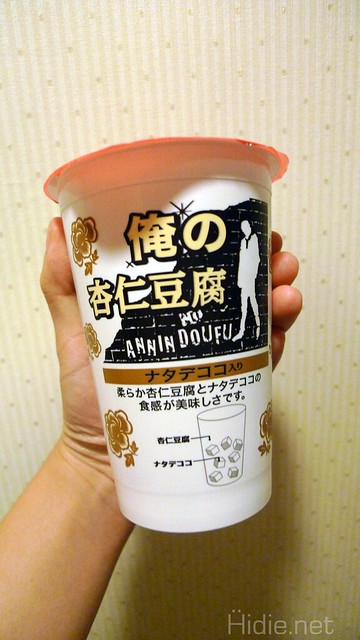 俺の
杏仁豆腐
NO
ANNIN DOUFU
ナタデココ入り
柔らか杏仁豆腐とナタデココの
食感が美味しさです。
杏仁豆腐
ナタデココ
Hidie.net